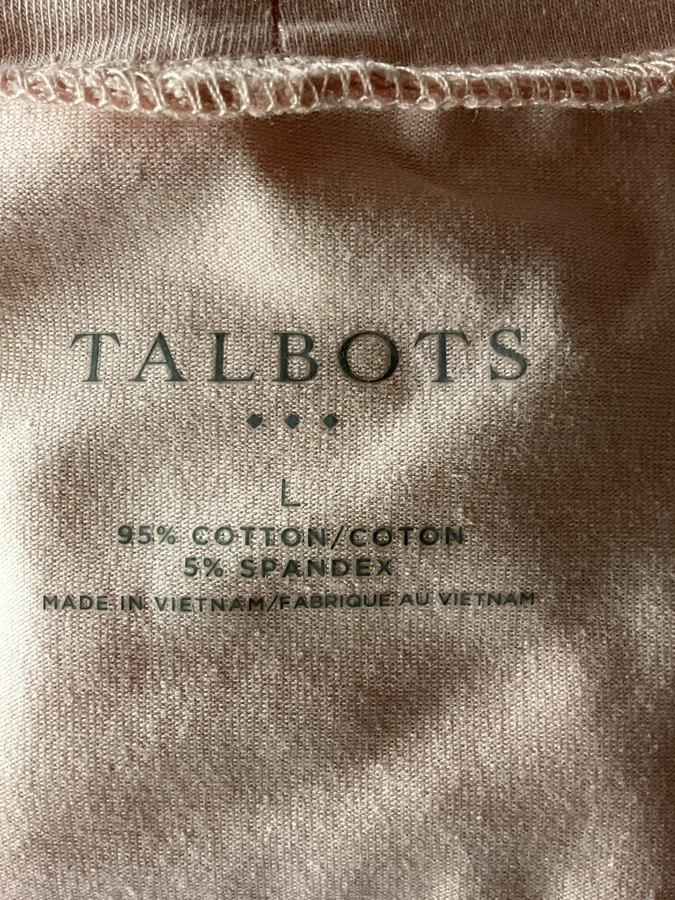 TALBOTS
L
95% COTTON/COTON
5% SPANDEX
MADE IN VIETNAM/FABRIQUE AU VIETNAM